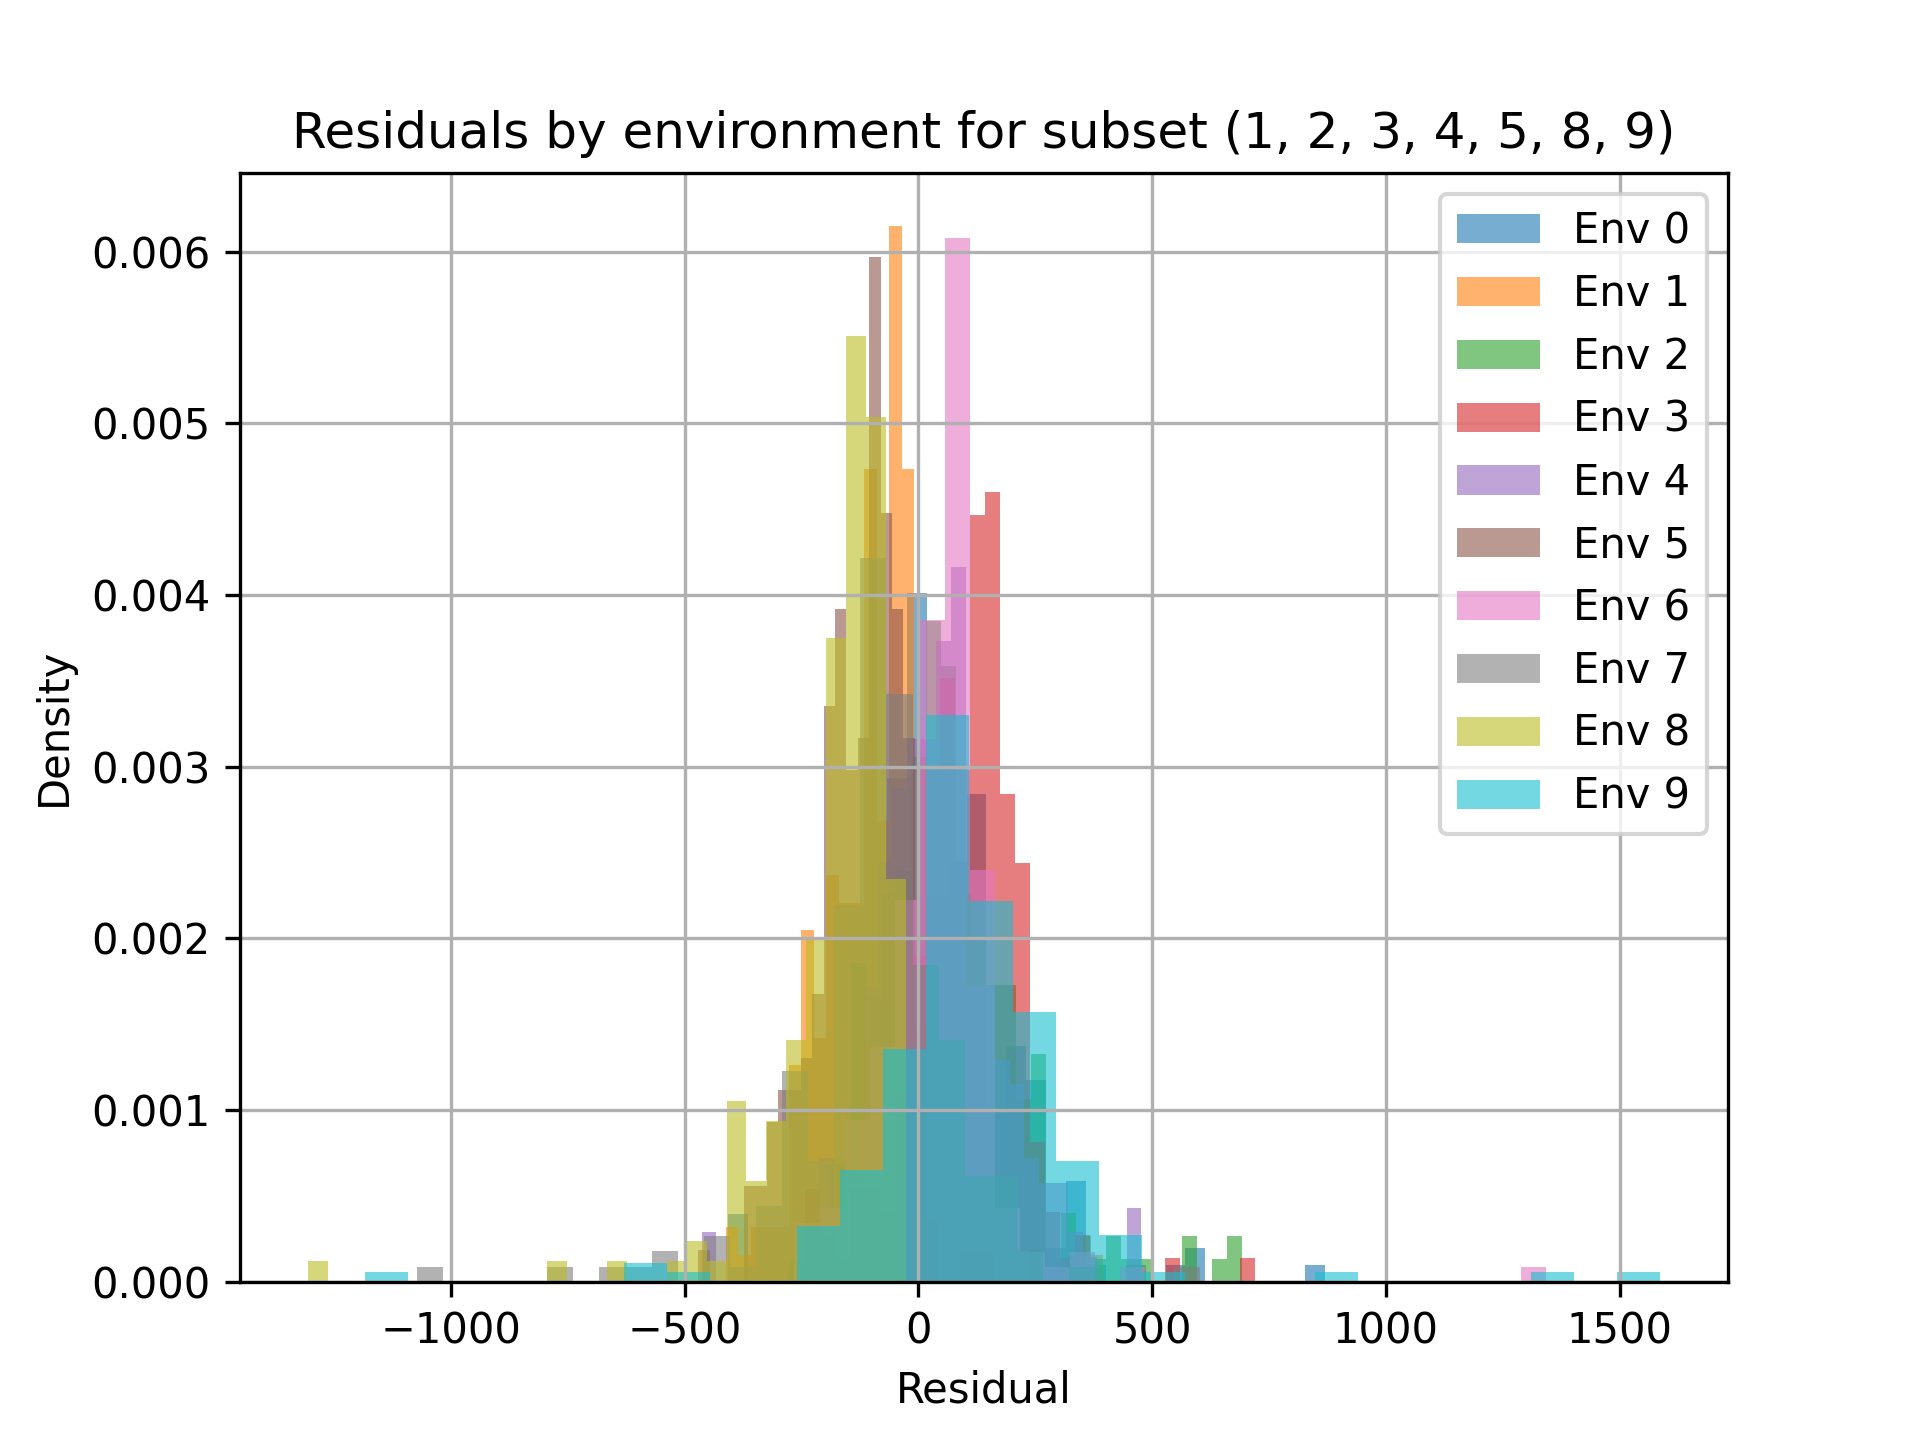 Residuals by environment for subset (1, 2, 3, 4, 5, 8, 9)
Env 0
Env 1
Env 2
Env 3
Env 4
Env 5
Env 6
Env 7
Env 8
Env 9
Density
0.006
0.005
0.004
0.003
0.002
0.001
0.000
−1000 −500 0 500 1000 1500
Residual